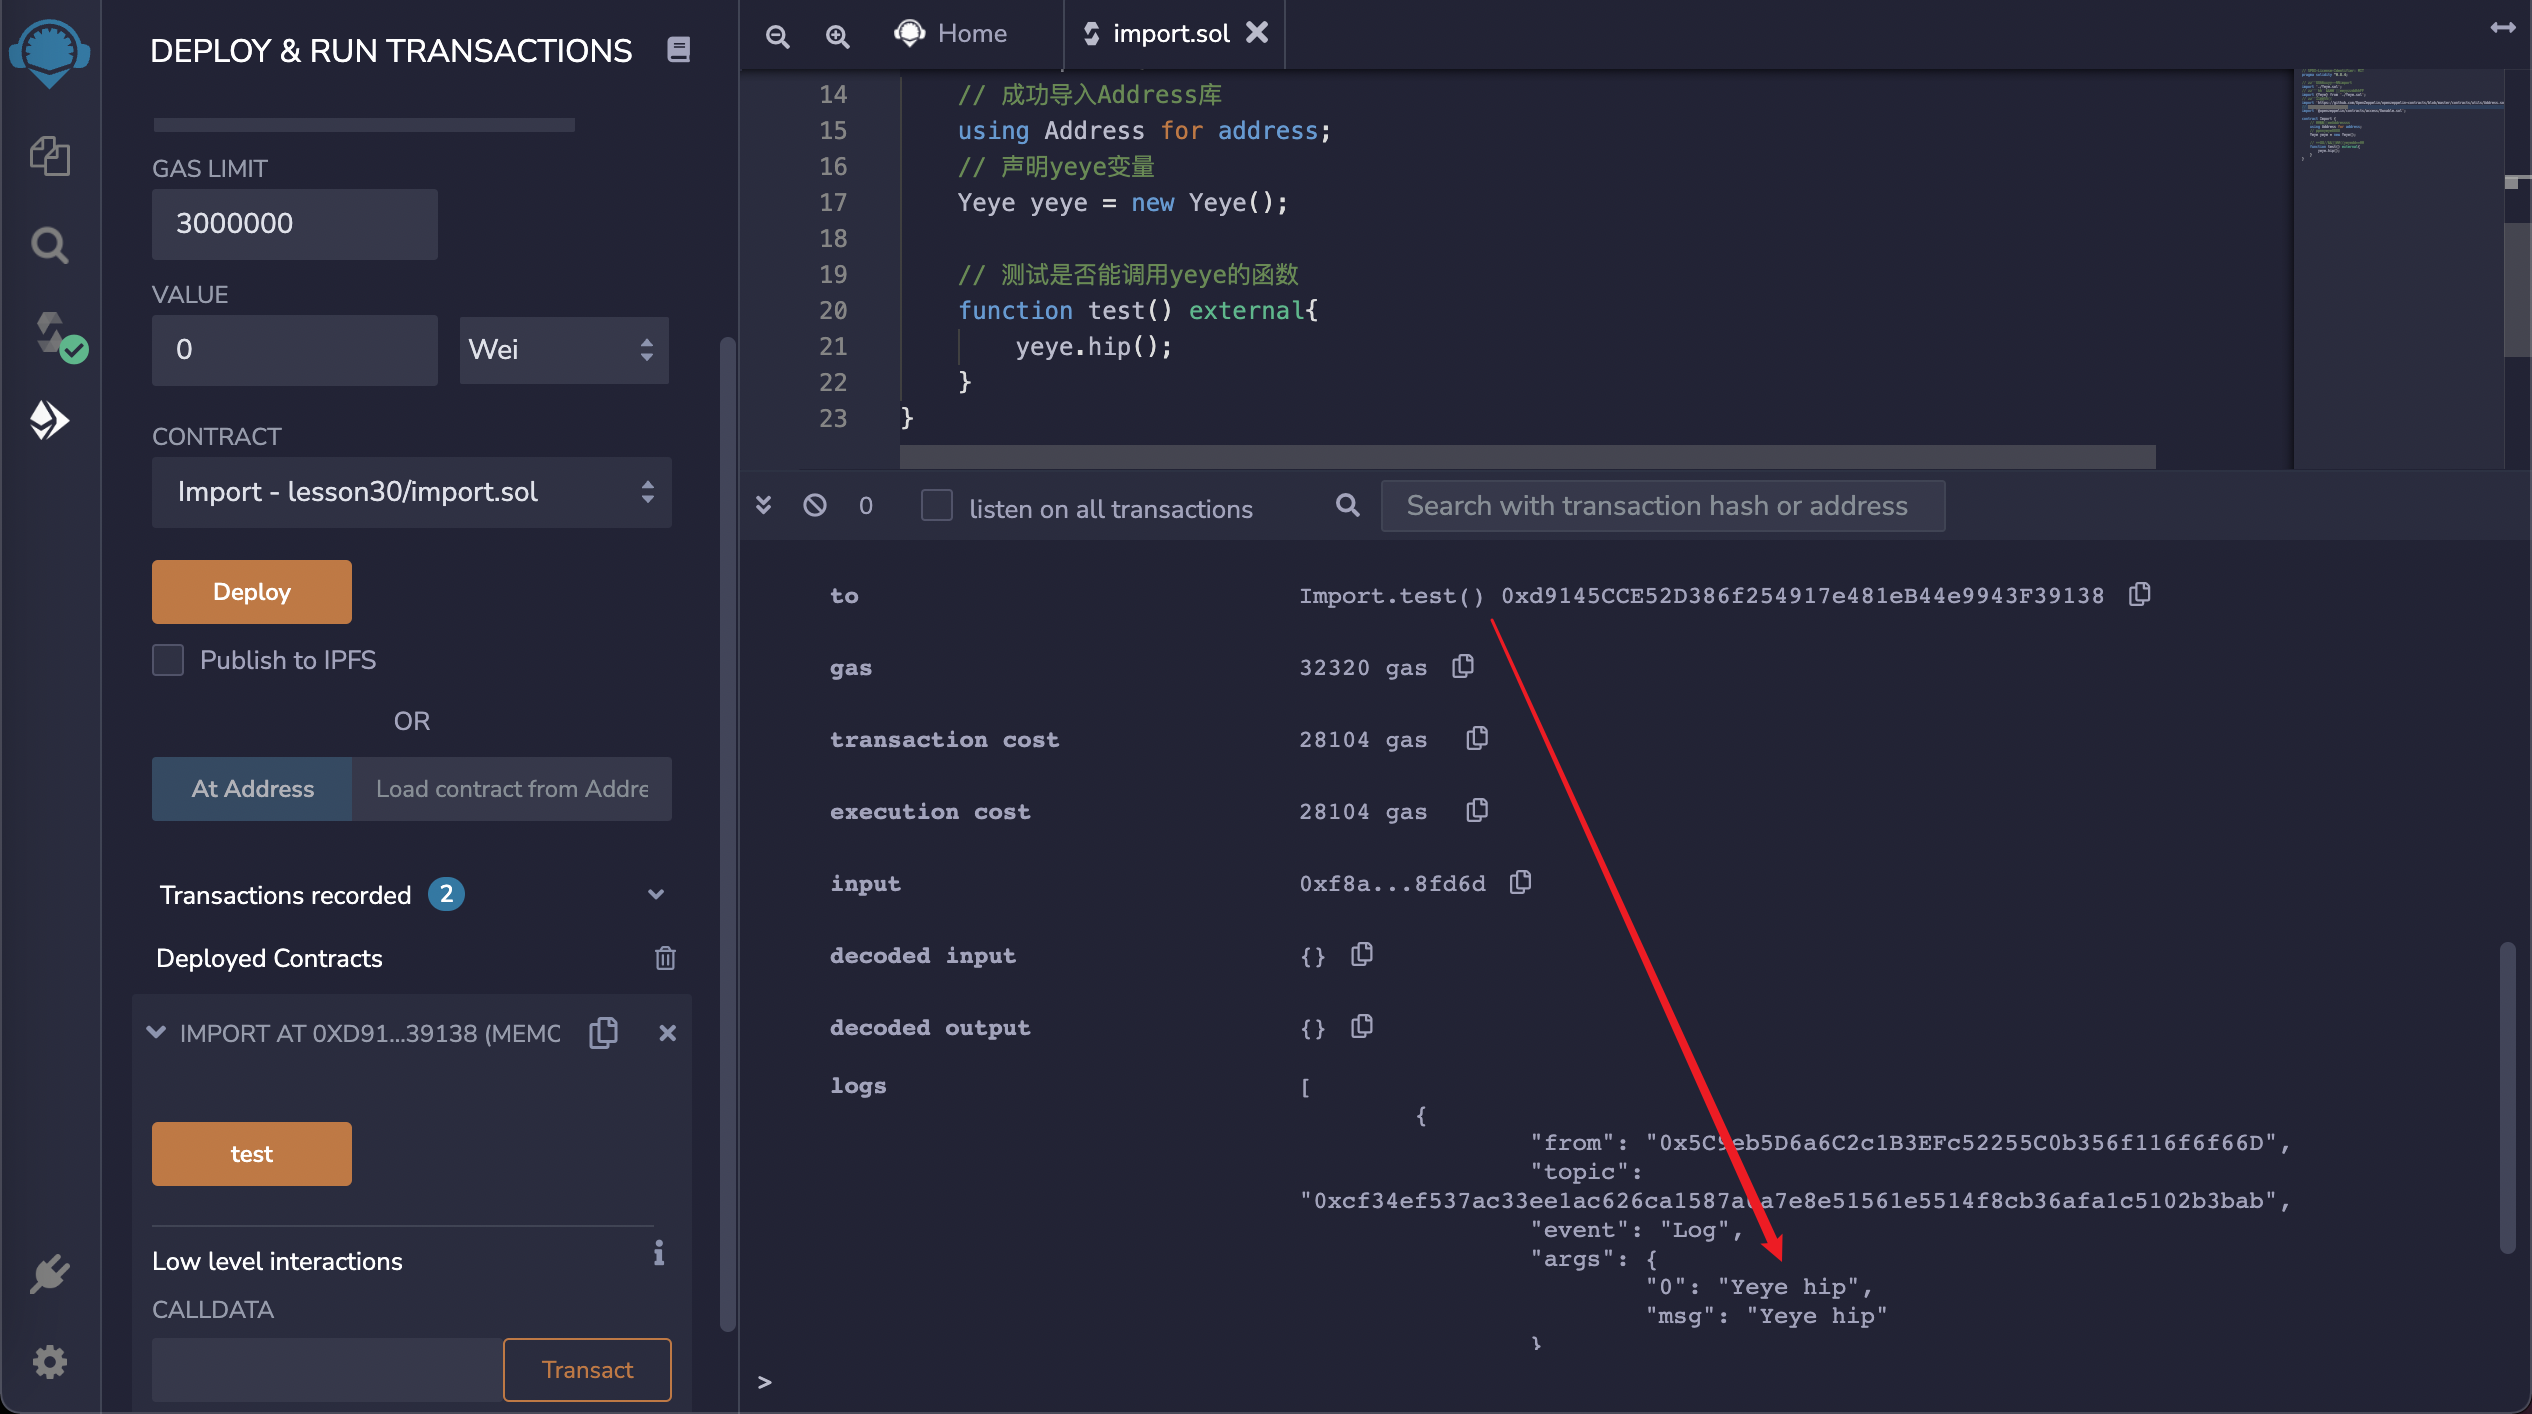 DEPLOY & RUN TRANSACTIONS
GAS LIMIT
3000000
VALUE
0
Wei
CONTRACT
Import - lesson30/import.sol
Deploy
Publish to IPFS
OR
At Address
Load contract from Addre
Transactions recorded 2
Deployed Contracts
IMPORT AT 0XD91...39138 (MEMO
test
Low level interactions
CALLDATA
Transact
Home
import.sol
14 // 成功导入Address库
15 using Address for address;
16 // 声明yeye变量
17 Yeye yeye = new Yeye();
18
19 // 测试是否能调用yeye的函数
20 function test() external{
21 yeye.hip();
22 }
23 }
0
listen on all transactions
Search with transaction hash or address
to Import.test() 0xd9145CCE52D386f254917e481eB44e9943F39138
gas 32320 gas
transaction cost 28104 gas
execution cost 28104 gas
input 0xf8a...8fd6d
decoded input {}
decoded output {}
logs [
{
"from": "0x5C9eb5D6a6C2c1B3EFc52255C0b356f116f6f66D",
"topic":
"event": "Log",
"args": {
"0": "Yeye hip",
"msg": "Yeye hip"
}
>